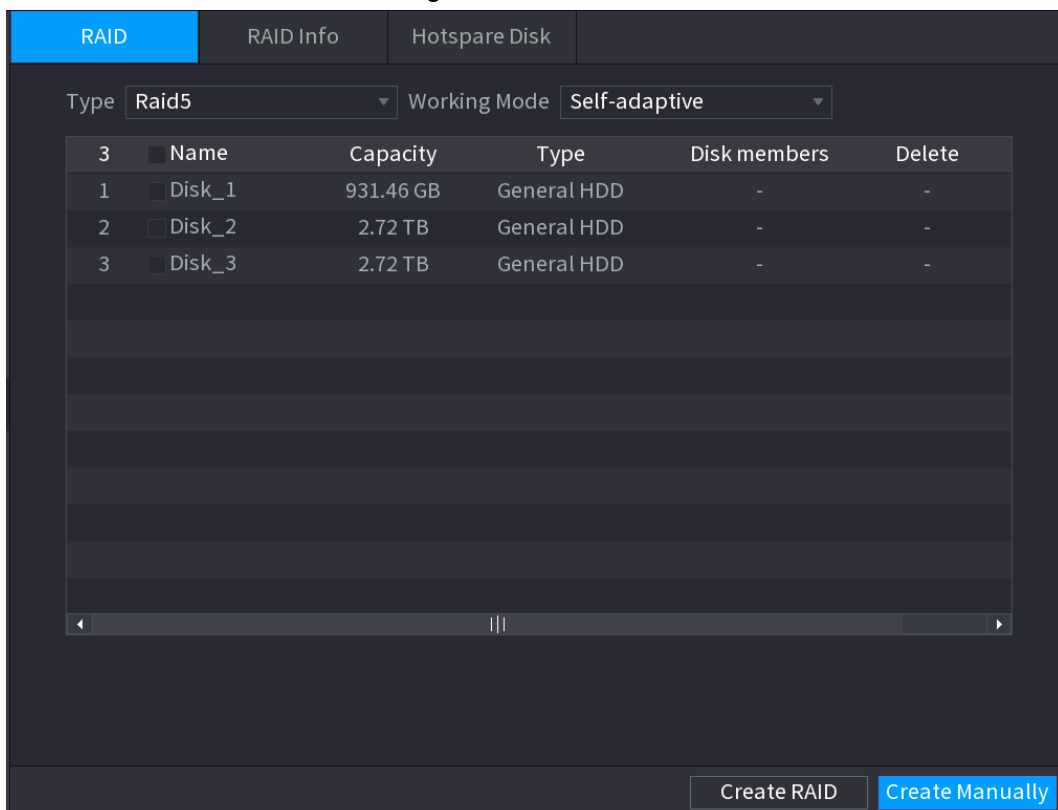 RAID RAID Info Hotspare Disk
Type Raid5 Working Mode Self-adaptive
3 Name Capacity Type Disk members Delete
1 Disk_1 931.46 GB General HDD - -
2 Disk_2 2.72 TB General HDD - -
3 Disk_3 2.72 TB General HDD - -
Create RAID Create Manually